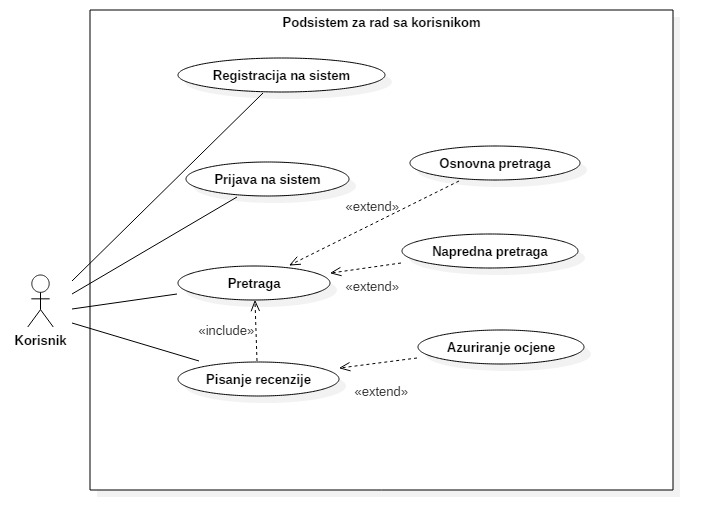 Podsistem za rad sa korisnikom
Registracija na sistem
Osnovna pretraga
Prijava na sistem
«extend»
Napredna pretraga
Pretraga
«extend»
«include»
Korisnik
Azuriranje ocjene
Pisanje recenzije
«extend»